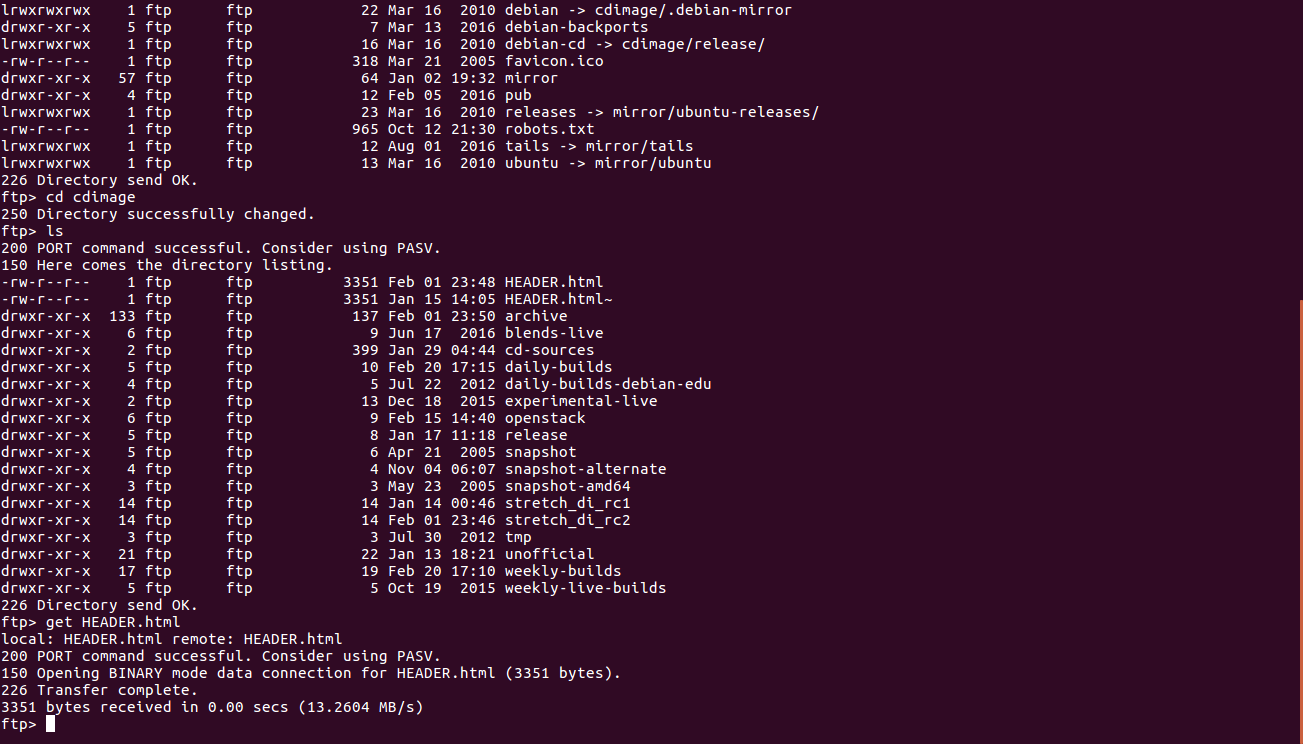 lrwxrwxrwx    1 ftp      ftp            22 Mar 16  2010 debian -> cdimage/.debian-mirror
drwxr-xr-x    5 ftp      ftp             7 Mar 13  2016 debian-backports
lrwxrwxrwx    1 ftp      ftp            16 Mar 16  2010 debian-cd -> cdimage/release/
-rw-r--r--    1 ftp      ftp           318 Mar 21  2005 favicon.ico
drwxr-xr-x   57 ftp      ftp            64 Jan 02 19:32 mirror
drwxr-xr-x    4 ftp      ftp            12 Feb 05  2016 pub
lrwxrwxrwx    1 ftp      ftp            23 Mar 16  2010 releases -> mirror/ubuntu-releases/
-rw-r--r--    1 ftp      ftp           965 Oct 12 21:30 robots.txt
lrwxrwxrwx    1 ftp      ftp            12 Aug 01  2016 tails -> mirror/tails
lrwxrwxrwx    1 ftp      ftp            13 Mar 16  2010 ubuntu -> mirror/ubuntu
226 Directory send OK.
ftp> cd cdimage
250 Directory successfully changed.
ftp> ls
200 PORT command successful. Consider using PASV.
150 Here comes the directory listing.
-rw-r--r--    1 ftp      ftp          3351 Feb 01 23:48 HEADER.html
-rw-r--r--    1 ftp      ftp          3351 Jan 15 14:05 HEADER.html~
drwxr-xr-x  133 ftp      ftp           137 Feb 01 23:50 archive
drwxr-xr-x    6 ftp      ftp             9 Jun 17  2016 blends-live
drwxr-xr-x    2 ftp      ftp           399 Jan 29 04:44 cd-sources
drwxr-xr-x    5 ftp      ftp            10 Feb 20 17:15 daily-builds
drwxr-xr-x    4 ftp      ftp             5 Jul 22  2012 daily-builds-debian-edu
drwxr-xr-x    2 ftp      ftp            13 Dec 18  2015 experimental-live
drwxr-xr-x    6 ftp      ftp             9 Feb 15 14:40 openstack
drwxr-xr-x    5 ftp      ftp             8 Jan 17 11:18 release
drwxr-xr-x    5 ftp      ftp             6 Apr 21  2005 snapshot
drwxr-xr-x    4 ftp      ftp             4 Nov 04 06:07 snapshot-alternate
drwxr-xr-x    3 ftp      ftp             3 May 23  2005 snapshot-amd64
drwxr-xr-x   14 ftp      ftp            14 Jan 14 00:46 stretch_di_rc1
drwxr-xr-x   14 ftp      ftp            14 Feb 01 23:46 stretch_di_rc2
drwxr-xr-x    3 ftp      ftp             3 Jul 30  2012 tmp
drwxr-xr-x   21 ftp      ftp            22 Jan 13 18:21 unofficial
drwxr-xr-x   17 ftp      ftp            19 Feb 20 17:10 weekly-builds
drwxr-xr-x    5 ftp      ftp             5 Oct 19  2015 weekly-live-builds
226 Directory send OK.
ftp> get HEADER.html
local: HEADER.html remote: HEADER.html
200 PORT command successful. Consider using PASV.
150 Opening BINARY mode data connection for HEADER.html (3351 bytes).
226 Transfer complete.
3351 bytes received in 0.00 secs (13.2604 MB/s)
ftp>